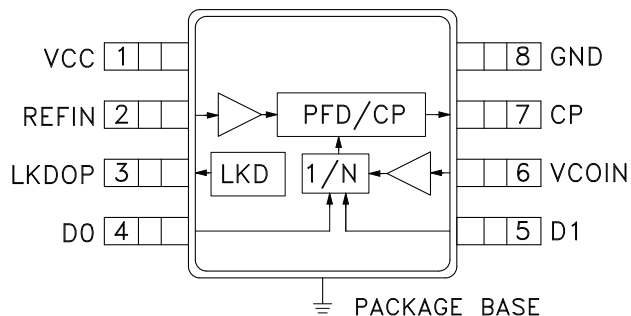 VCC 1 8 GND
REFIN 2 PFD/CP 7 CP
LKDOP 3 LKD 1/N 6 VCOIN
D0 4 5 D1
PACKAGE BASE